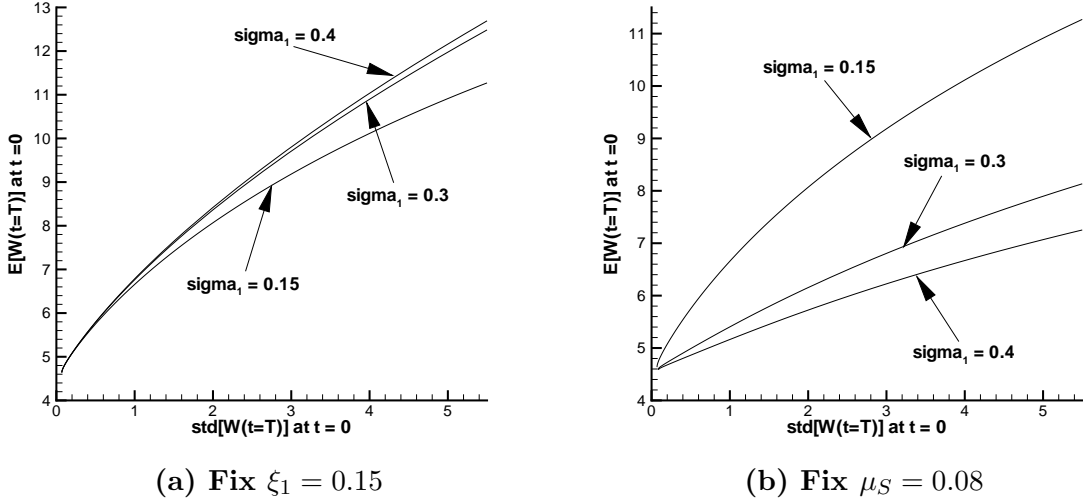 13
12
11
10
9
8
7
6
5
4
E[W(t=T)] at t =0
sigma₁ = 0.4
sigma₁ = 0.3
sigma₁ = 0.15
0 1 2 3 4 5
std[W(t=T)] at t = 0
(a) Fix ξ₁ = 0.15
11
10
9
8
7
6
5
4
E[W(t=T)] at t =0
sigma₁ = 0.15
sigma₁ = 0.3
sigma₁ = 0.4
0 1 2 3 4 5
std[W(t=T)] at t = 0
(b) Fix μ_S = 0.08